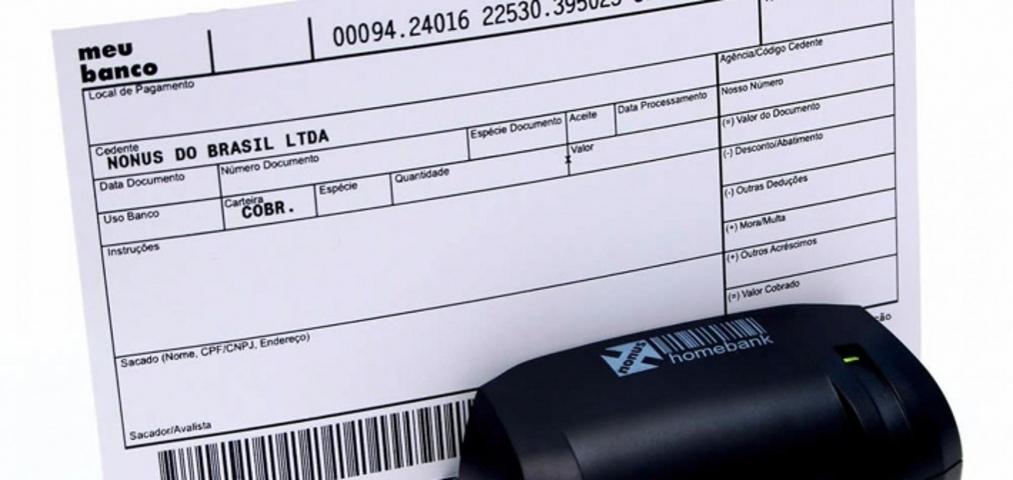 meu
banco
00094.24016 22530.395025
Local de Pagamento
Agência/Código Cedente
Cedente
NONUS DO BRASIL LTDA
Nosso Número
Data Documento
Número Documento
Espécie Documento
Aceite
Data Processamento
(=) Valor do Documento
Uso Banco
Carteira
COBR.
Espécie
Quantidade
Valor
x
(-) Desconto/Abatimento
Instruções
(-) Outras Deduções
(+) Mora/Multa
(+) Outros Acréscimos
(=) Valor Cobrado
Sacado (Nome, CPF/CNPJ, Endereço)
Sacador/Avalista
nonus
homebank